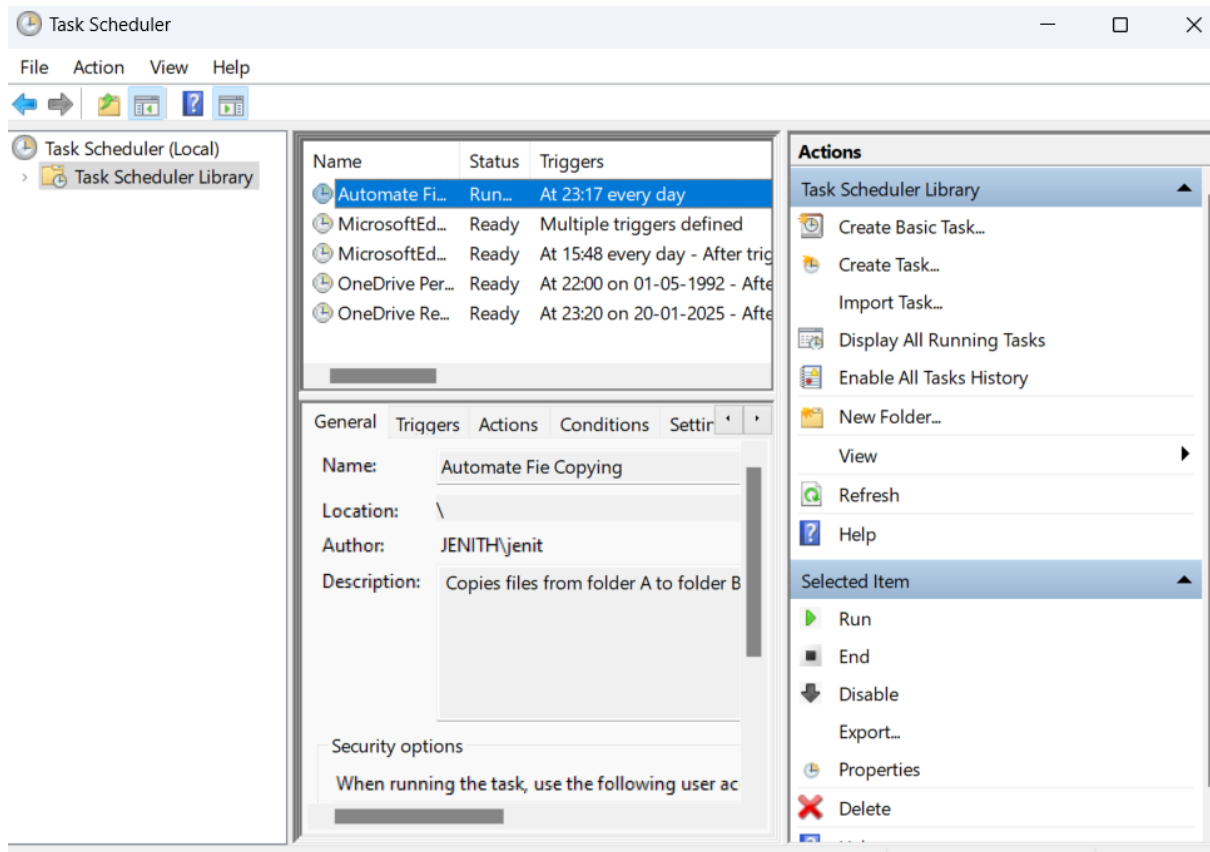 Task Scheduler
File Action View Help
Task Scheduler (Local)
Task Scheduler Library
Name Status Triggers
Automate Fi... Run... At 23:17 every day
MicrosoftEd... Ready Multiple triggers defined
MicrosoftEd... Ready At 15:48 every day - After trig
OneDrive Per... Ready At 22:00 on 01-05-1992 - Afte
OneDrive Re... Ready At 23:20 on 20-01-2025 - Afte
General Triggers Actions Conditions Settin
Name: Automate Fie Copying
Location: \
Author: JENITH\jenit
Description: Copies files from folder A to folder B
Security options
When running the task, use the following user ac
Actions
Task Scheduler Library
Create Basic Task...
Create Task...
Import Task...
Display All Running Tasks
Enable All Tasks History
New Folder...
View
Refresh
Help
Selected Item
Run
End
Disable
Export...
Properties
Delete